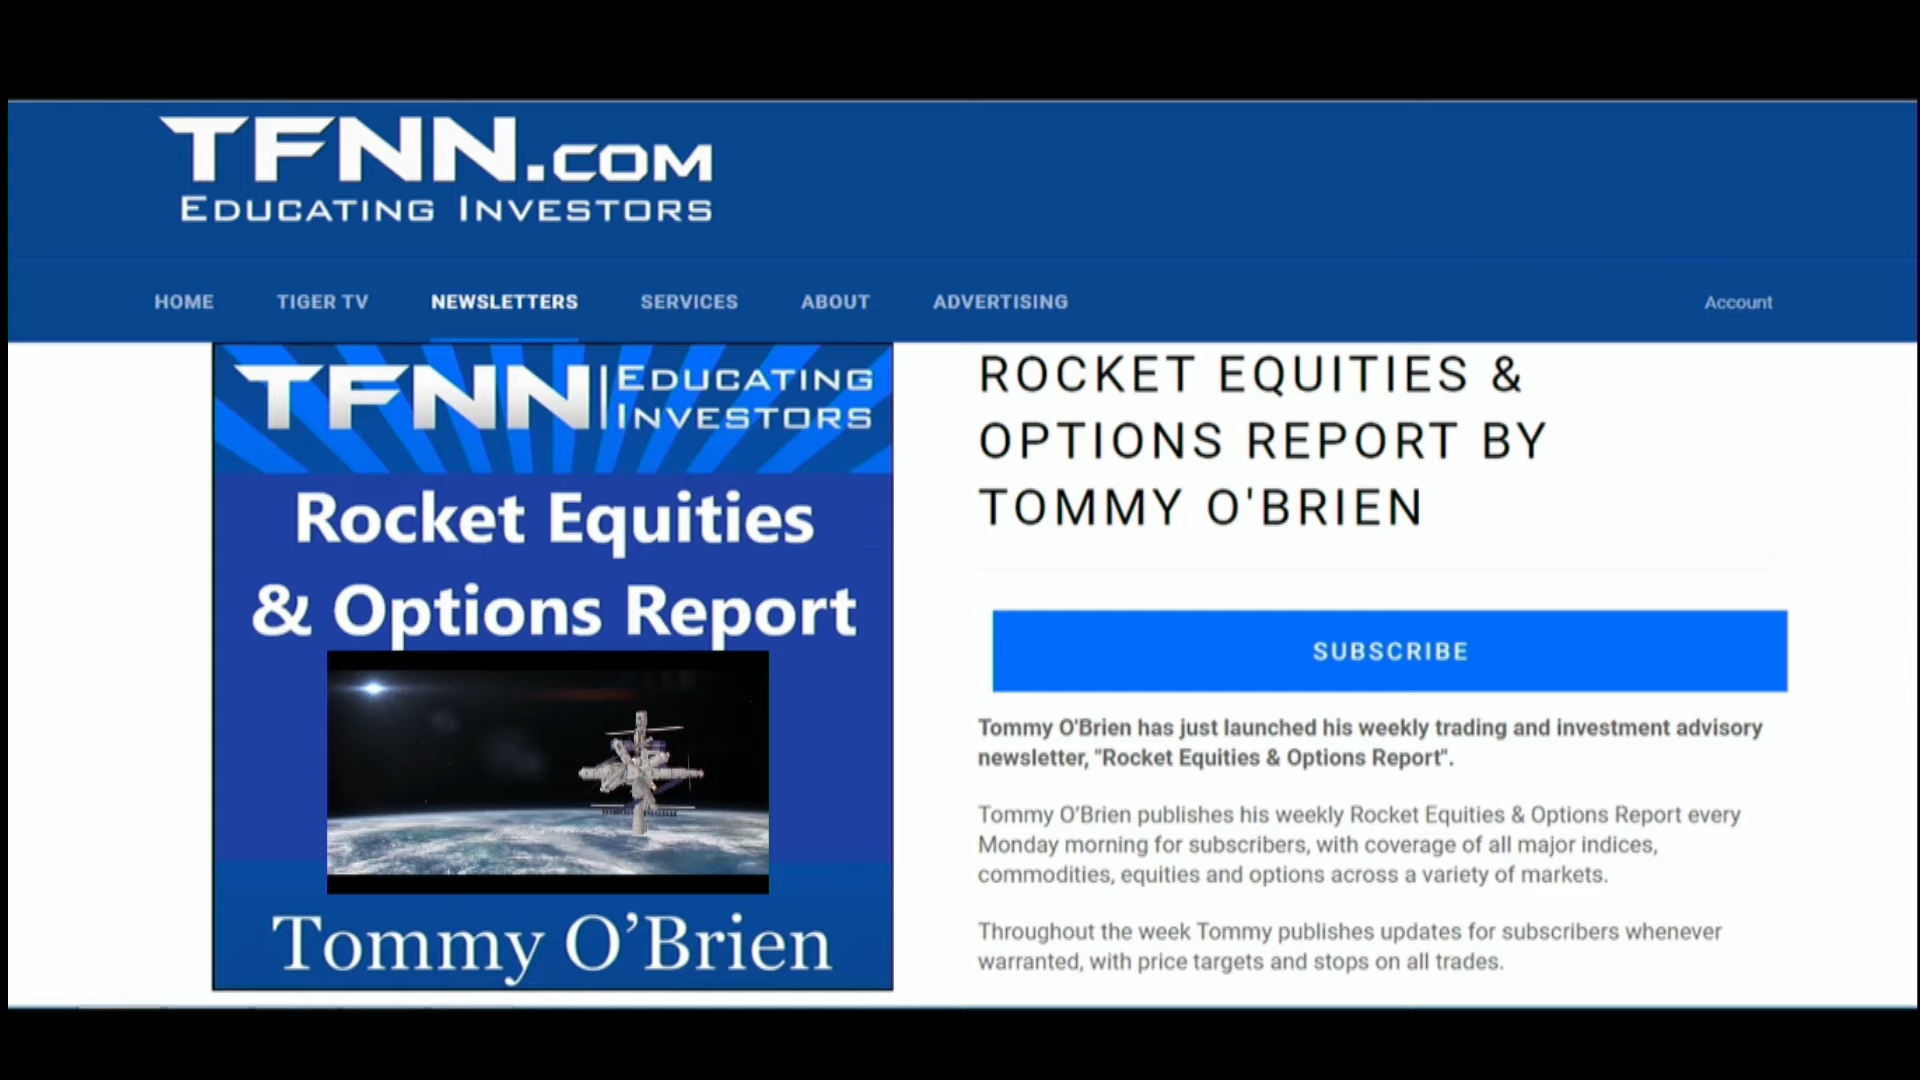 TFNN.COM
EDUCATING INVESTORS
HOME TIGER TV NEWSLETTERS SERVICES ABOUT ADVERTISING Account
TFNN EDUCATING
INVESTORS
Rocket Equities
& Options Report
Tommy O’Brien
ROCKET EQUITIES &
OPTIONS REPORT BY
TOMMY O'BRIEN
SUBSCRIBE
Tommy O'Brien has just launched his weekly trading and investment advisory
newsletter, "Rocket Equities & Options Report".
Tommy O’Brien publishes his weekly Rocket Equities & Options Report every
Monday morning for subscribers, with coverage of all major indices,
commodities, equities and options across a variety of markets.
Throughout the week Tommy publishes updates for subscribers whenever
warranted, with price targets and stops on all trades.